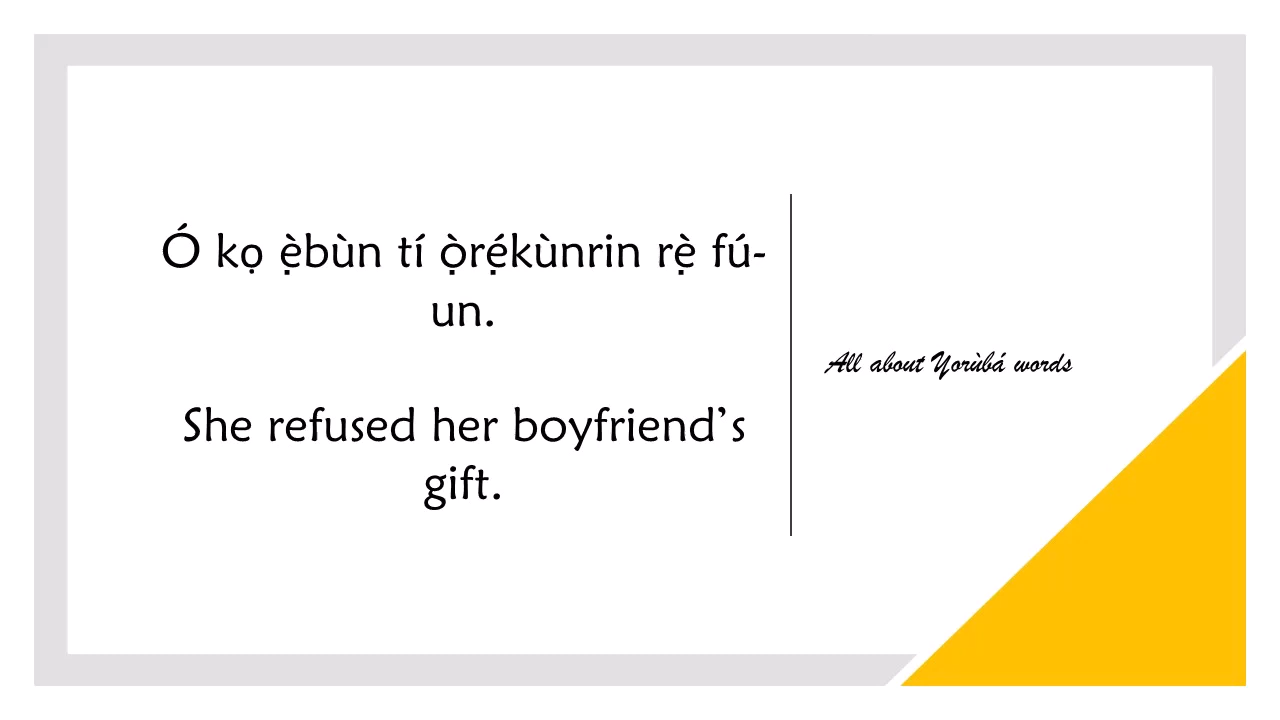 Ó kọ ẹ̀bùn tí ọ̀rẹ́kùnrin rẹ̀ fú-
un.
She refused her boyfriend’s
gift.
All about Yorùbá words